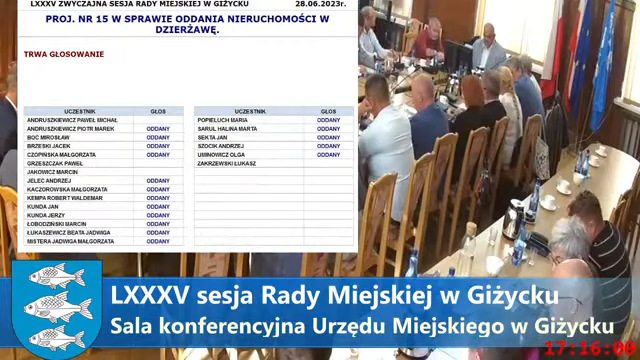 LXXXV ZWYCZAJNA SESJA RADY MIEJSKIEJ W GIŻYCKU 28.06.2023r.
PROJ. NR 15 W SPRAWIE ODDANIA NIERUCHOMOŚCI W
DZIERŻAWĘ.
TRWA GŁOSOWANIE
UCZESTNIK GŁOS UCZESTNIK GŁOS
ANDRUSZKIEWICZ PAWEŁ MICHAŁ POPIELUCH MARIA ODDANY
ANDRUSZKIEWICZ PIOTR MAREK ODDANY SARUL HALINA MARTA ODDANY
BOĆ MIROSŁAW ODDANY SEKTA JAN ODDANY
BRZESKI JACEK ODDANY SZOCIK ANDRZEJ ODDANY
CZOPIŃSKA MAŁGORZATA ODDANY UMINOWICZ OLGA ODDANY
GRZESZCZAK PAWEŁ ZAKRZEWSKI ŁUKASZ
JAKOWICZ MARCIN
JELEC ANDRZEJ ODDANY
KACZOROWSKA MAŁGORZATA ODDANY
KEMPA ROBERT WALDEMAR ODDANY
KUNDA JAN ODDANY
KUNDA JERZY ODDANY
ŁOBODZIŃSKI MARCIN ODDANY
ŁUKASZEWICZ BEATA JADWIGA ODDANY
MISTERA JADWIGA MAŁGORZATA ODDANY
LXXXV sesja Rady Miejskiej w Giżycku
Sala konferencyjna Urzędu Miejskiego w Giżycku
17:16:00